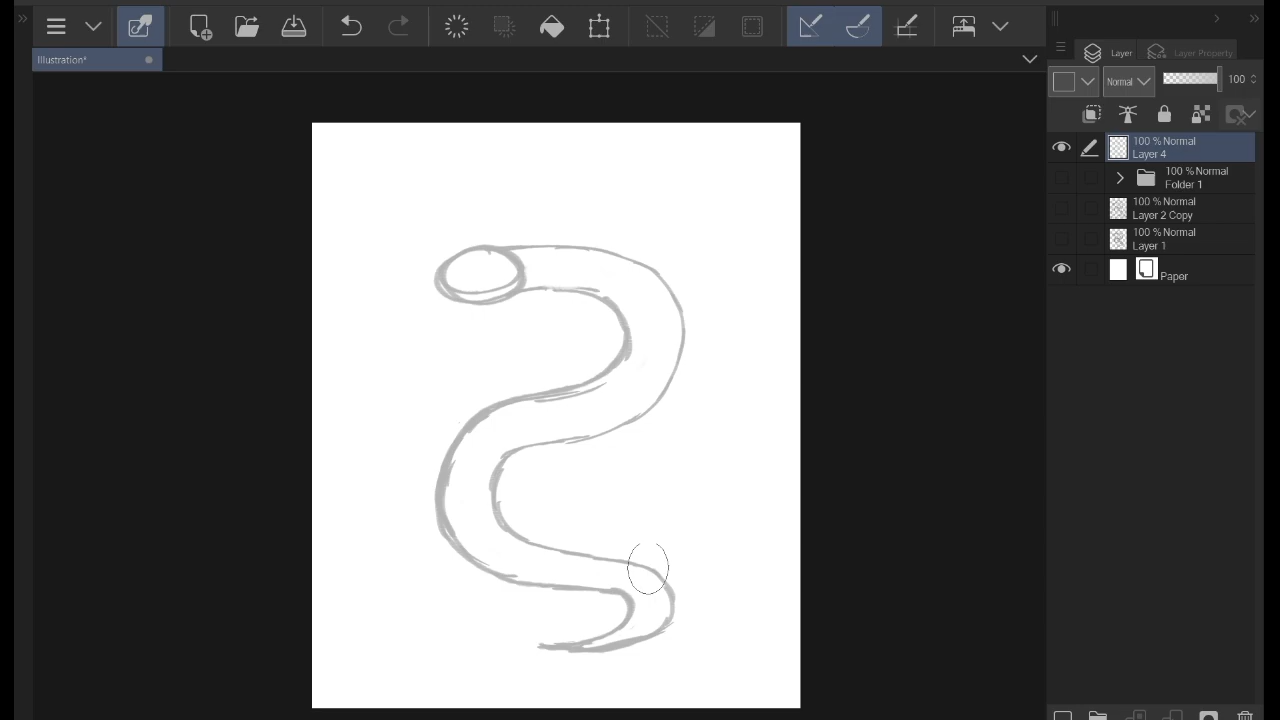 Illustration*
Layer
Layer Property
Normal
100
100 % Normal
Layer 4
100 % Normal
Folder 1
100 % Normal
Layer 2 Copy
100 % Normal
Layer 1
Paper